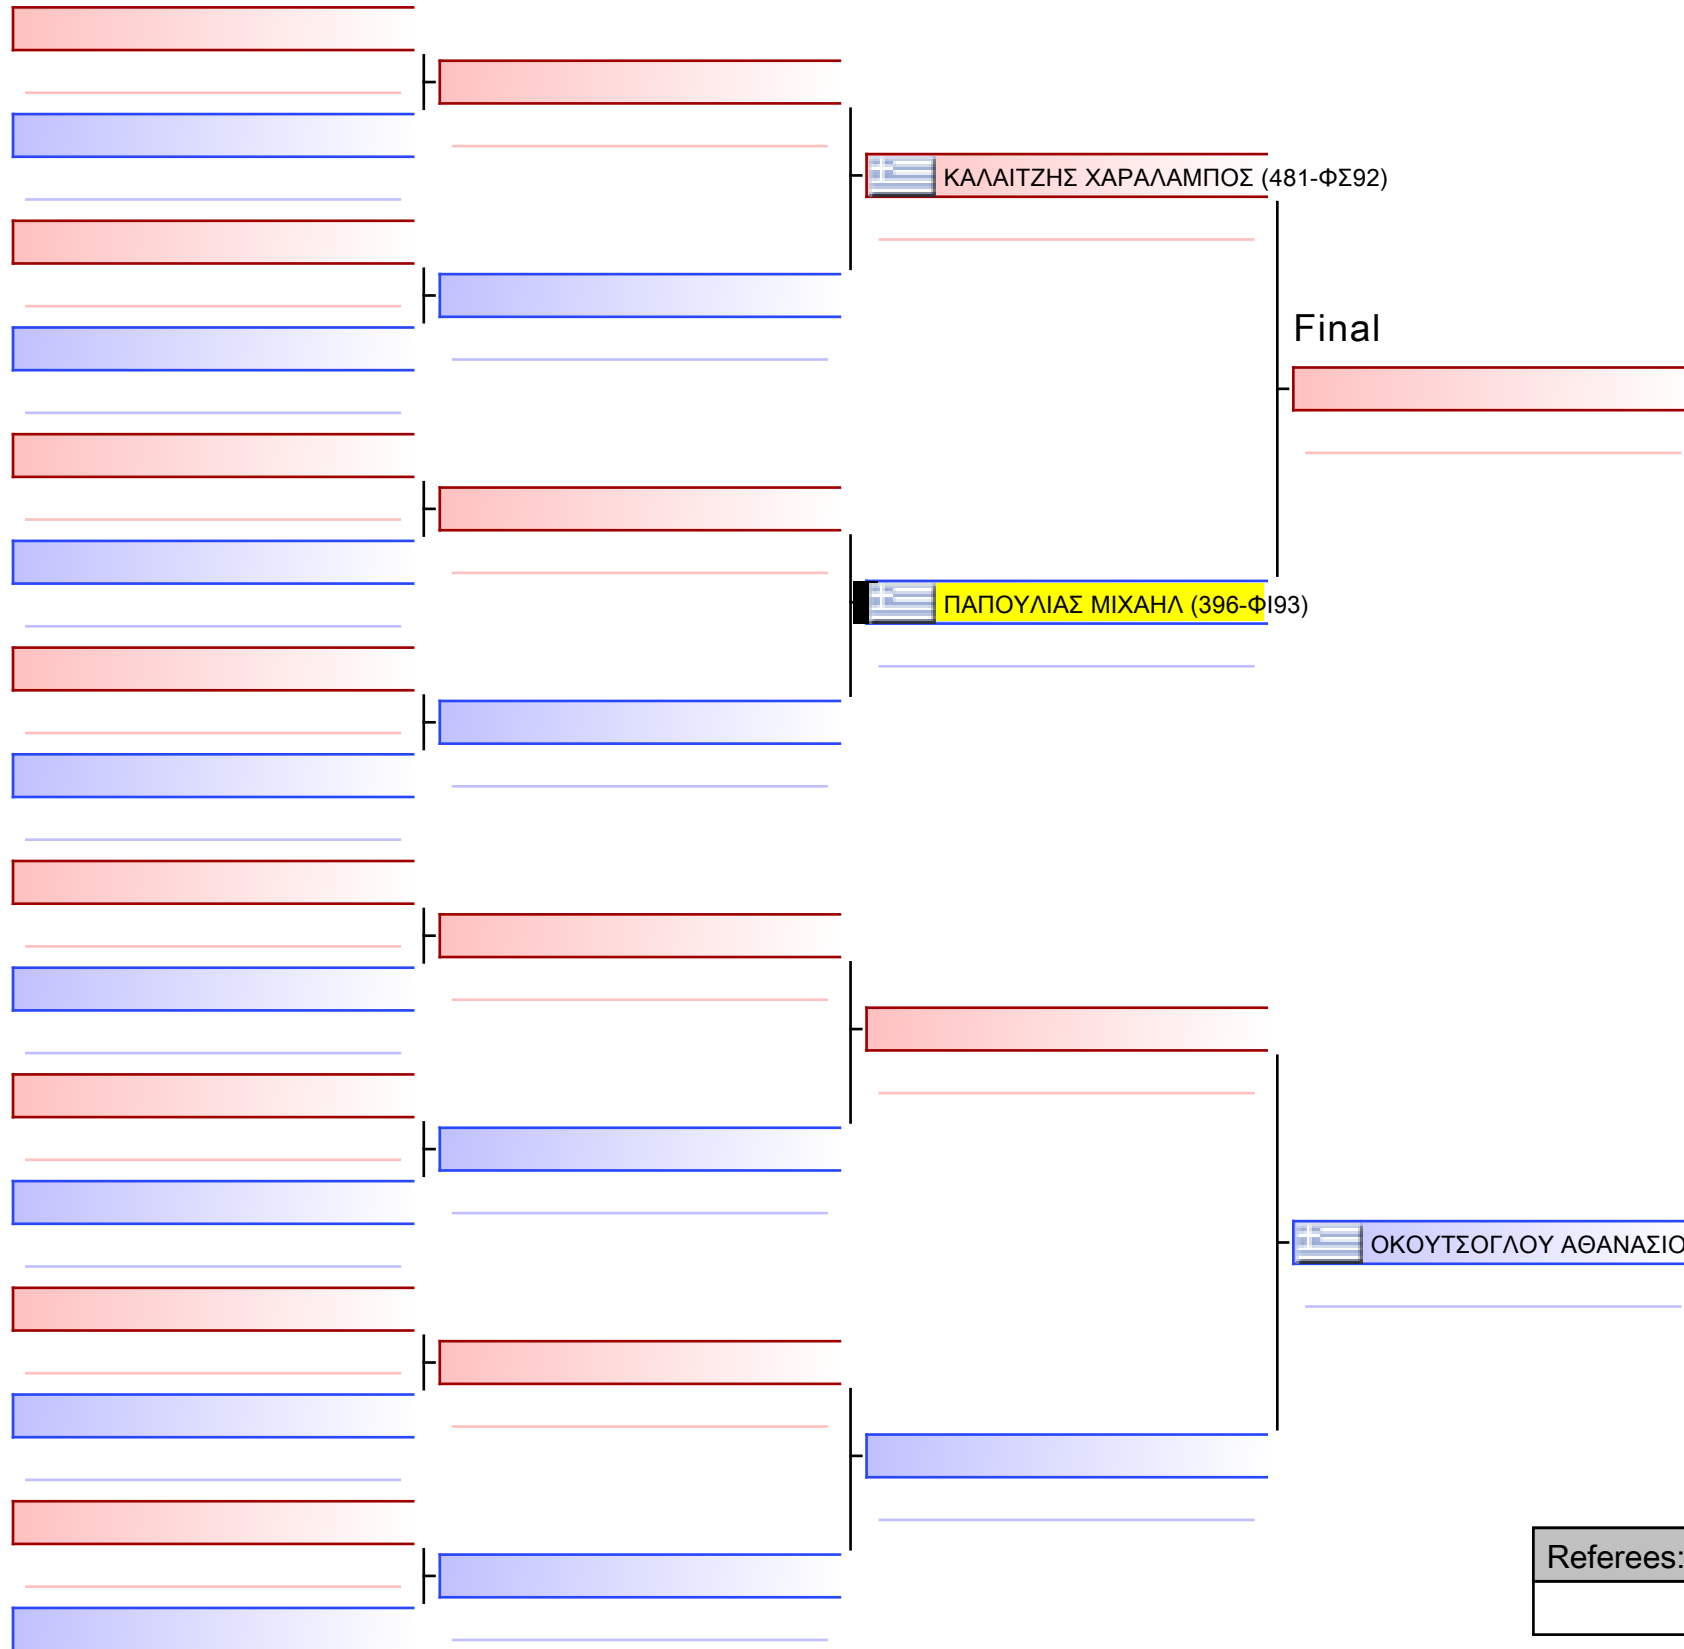 ΚΑΛΑΙΤΖΗΣ ΧΑΡΑΛΑΜΠΟΣ (481-ΦΣ92)
Final
ΠΑΠΟΥΛΙΑΣ ΜΙΧΑΗΛ (396-ΦΙ93)
ΟΚΟΥΤΣΟΓΛΟΥ ΑΘΑΝΑΣΙΟ
Referees: